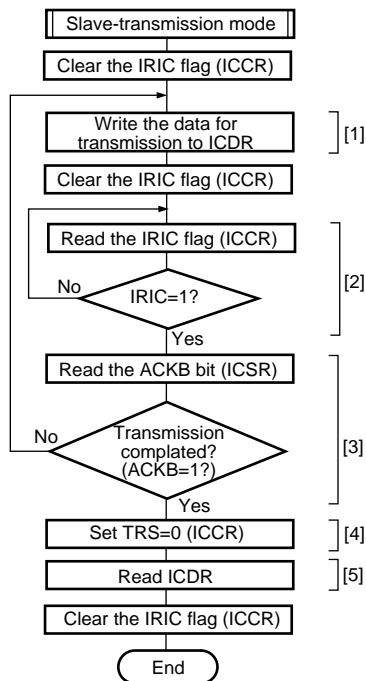 Slave-transmission mode
Clear the IRIC flag (ICCR)
Write the data for
transmission to ICDR
[1]
Clear the IRIC flag (ICCR)
Read the IRIC flag (ICCR)
[2]
No
IRIC=1?
Yes
Read the ACKB bit (ICSR)
[3]
No
Transmission
complated?
(ACKB=1?)
Yes
Set TRS=0 (ICCR)
[4]
Read ICDR
[5]
Clear the IRIC flag (ICCR)
End